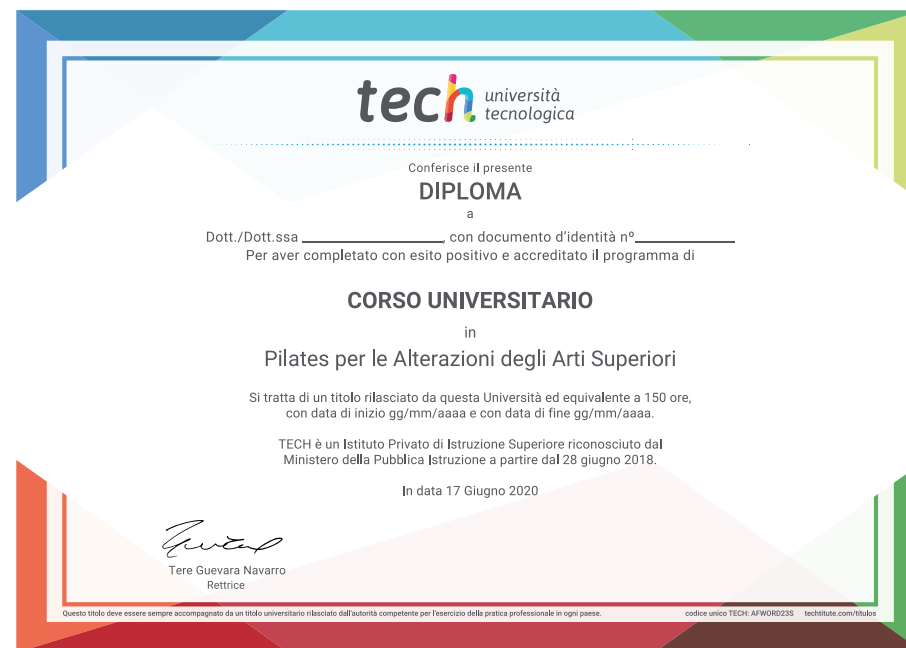 tech università
tecnologica
Conferisce il presente
DIPLOMA
a
Dott./Dott.ssa ________________, con documento d'identità nº____________
Per aver completato con esito positivo e accreditato il programma di
CORSO UNIVERSITARIO
in
Pilates per le Alterazioni degli Arti Superiori
Si tratta di un titolo rilasciato da questa Università ed equivalente a 150 ore,
con data di inizio gg/mm/aaaa e con data di fine gg/mm/aaaa.
TECH è un Istituto Privato di Istruzione Superiore riconosciuto dal
Ministero della Pubblica Istruzione a partire dal 28 giugno 2018.
In data 17 Giugno 2020
Tere Guevara Navarro
Rettrice
Questo titolo deve essere sempre accompagnato da un titolo universitario rilasciato dall'autorità competente per l'esercizio della pratica professionale in ogni paese. codice unico TECH: AFWORD23S techtitute.com/títulos